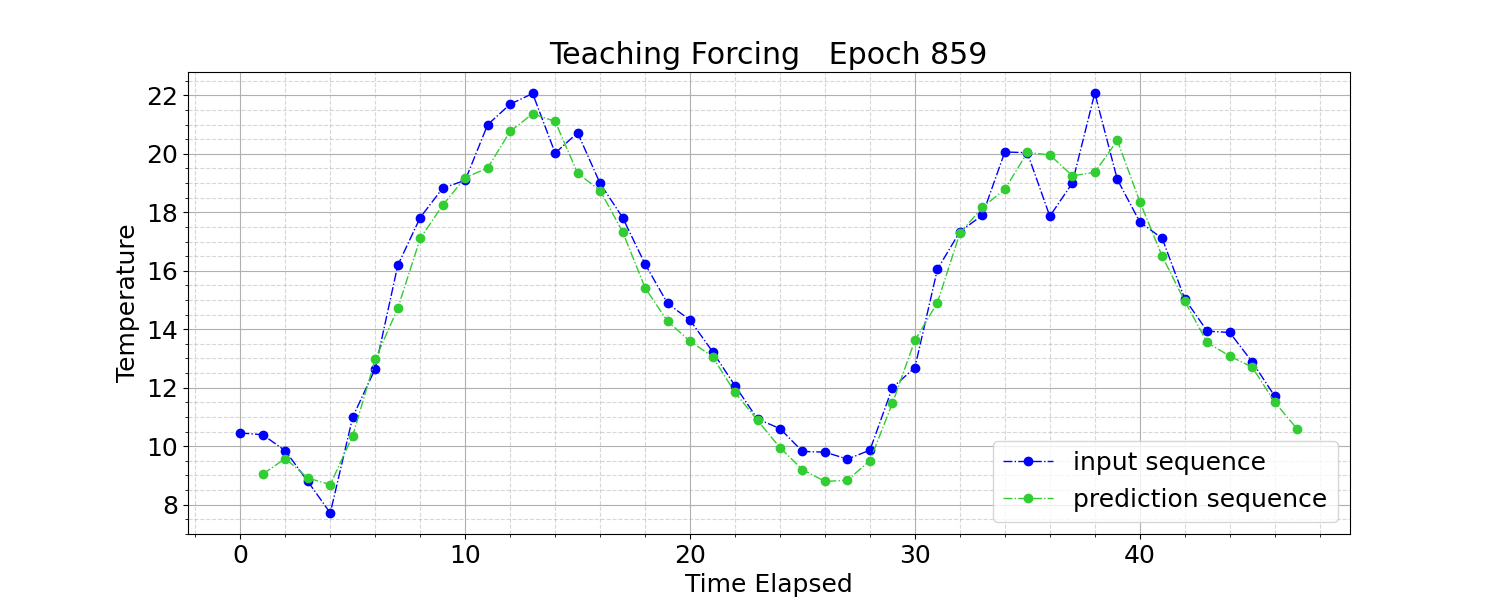 Teaching Forcing   Epoch 859
22
20
18
16
14
12
10
8
Temperature
0 10 20 30 40
Time Elapsed
input sequence
prediction sequence